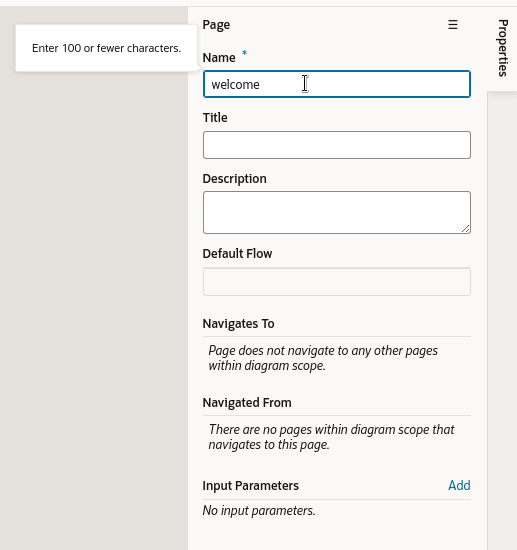 Page
Properties
Enter 100 or fewer characters.
Name *
welcome
Title
Description
Default Flow
Navigates To
Page does not navigate to any other pages
within diagram scope.
Navigated From
There are no pages within diagram scope that
navigates to this page.
Input Parameters Add
No input parameters.